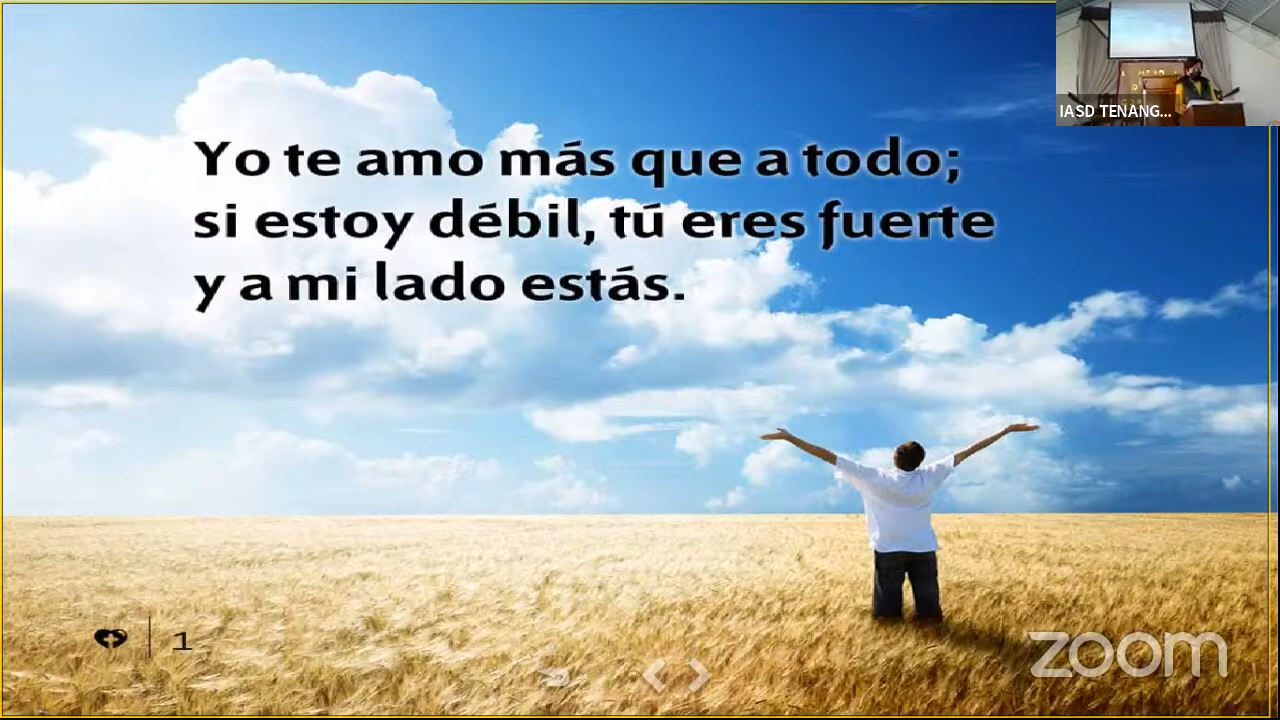 Yo te amo más que a todo;
si estoy débil, tú eres fuerte
y a mi lado estás.
IASD TENANG...
1
zoom